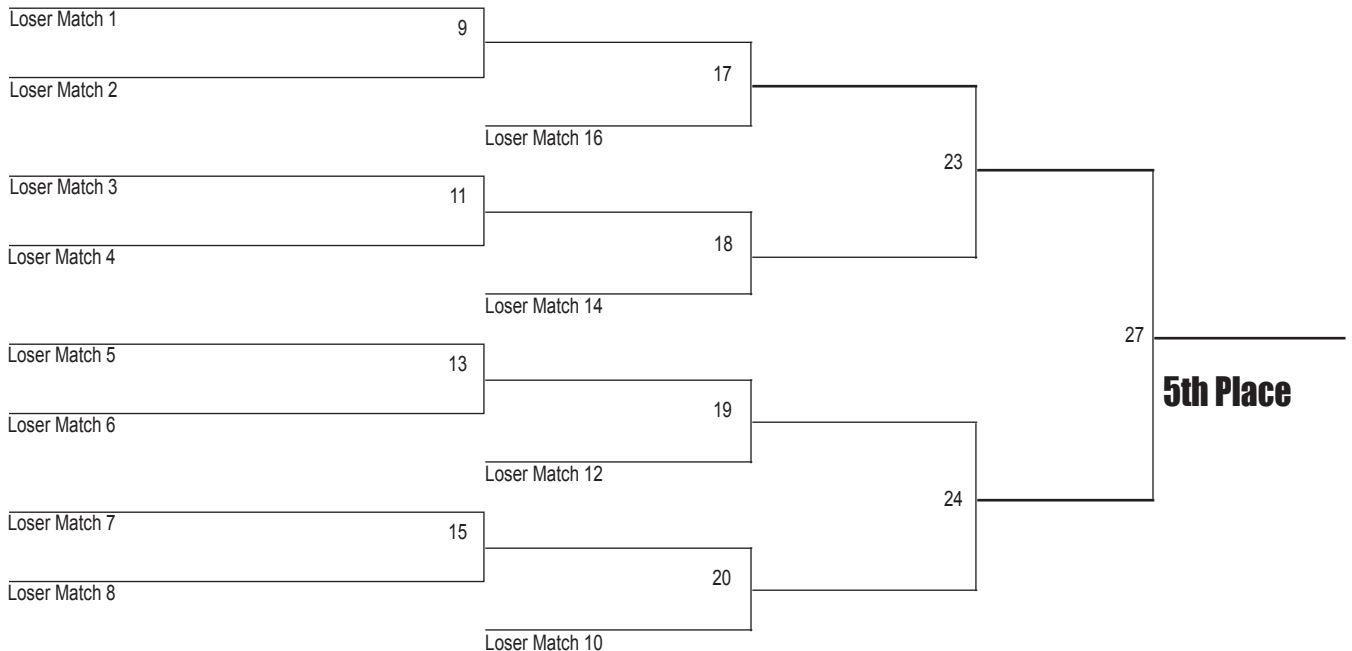 Loser Match 1
9
Loser Match 2
17
Loser Match 16
23
Loser Match 3
11
Loser Match 4
18
Loser Match 14
27
5th Place
Loser Match 5
13
Loser Match 6
19
Loser Match 12
24
Loser Match 7
15
Loser Match 8
20
Loser Match 10